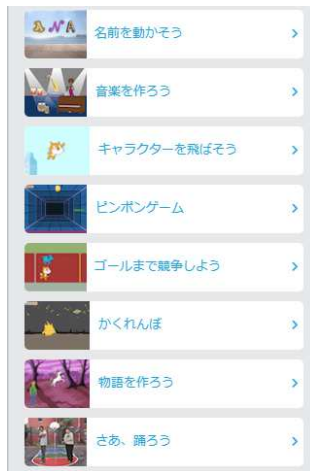 ANA
名前を動かそう
音楽を作ろう
キャラクターを飛ばそう
ピンポンゲーム
ゴールまで競争しよう
かくれんぼ
物語を作ろう
さあ、踊ろう